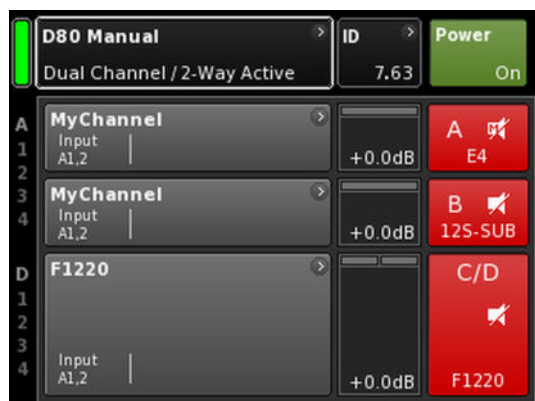 D80 Manual
Dual Channel / 2-Way Active
ID
7.63
Power
On
A
1
2
3
4
MyChannel
Input
A1,2
+0.0dB
A
E4
MyChannel
Input
A1,2
+0.0dB
B
12S-SUB
D
1
2
3
4
F1220
Input
A1,2
+0.0dB
C/D
F1220